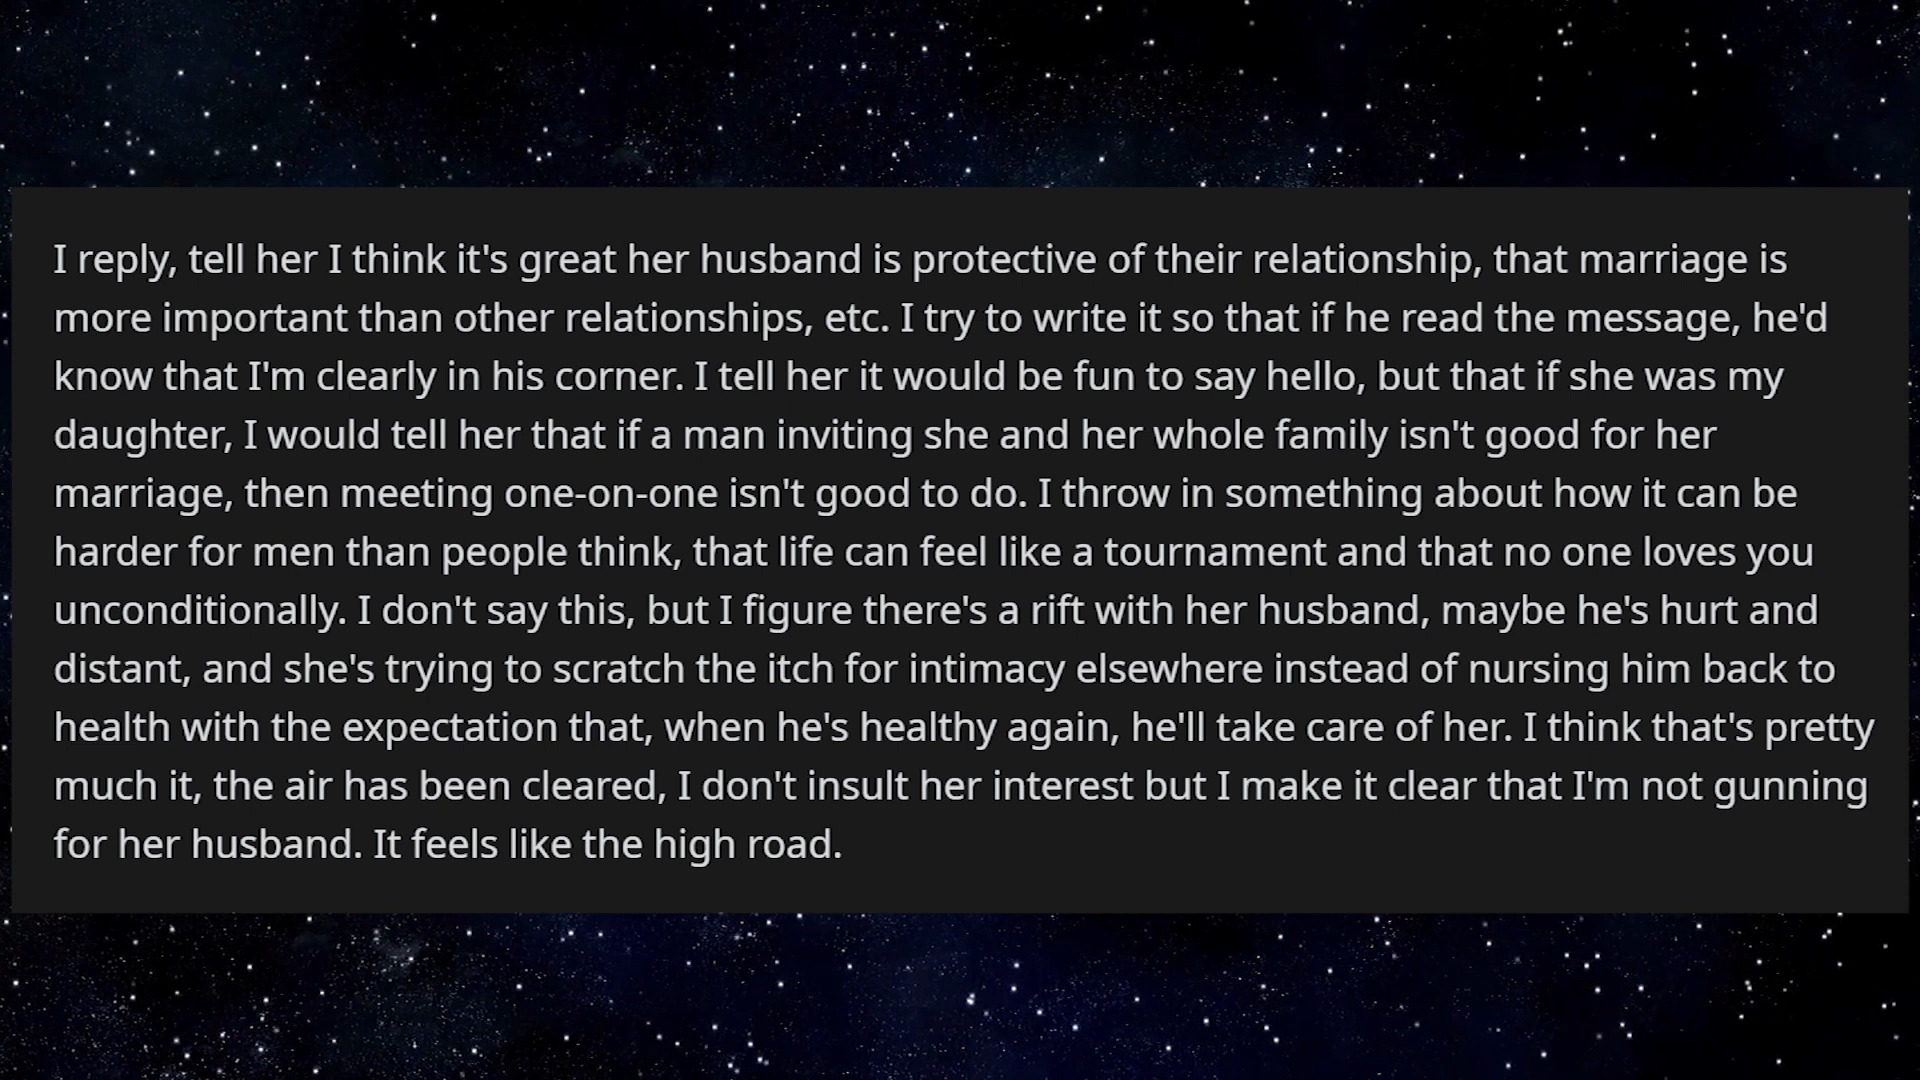 I reply, tell her I think it's great her husband is protective of their relationship, that marriage is
more important than other relationships, etc. I try to write it so that if he read the message, he'd
know that I'm clearly in his corner. I tell her it would be fun to say hello, but that if she was my
daughter, I would tell her that if a man inviting she and her whole family isn't good for her
marriage, then meeting one-on-one isn't good to do. I throw in something about how it can be
harder for men than people think, that life can feel like a tournament and that no one loves you
unconditionally. I don't say this, but I figure there's a rift with her husband, maybe he's hurt and
distant, and she's trying to scratch the itch for intimacy elsewhere instead of nursing him back to
health with the expectation that, when he's healthy again, he'll take care of her. I think that's pretty
much it, the air has been cleared, I don't insult her interest but I make it clear that I'm not gunning
for her husband. It feels like the high road.